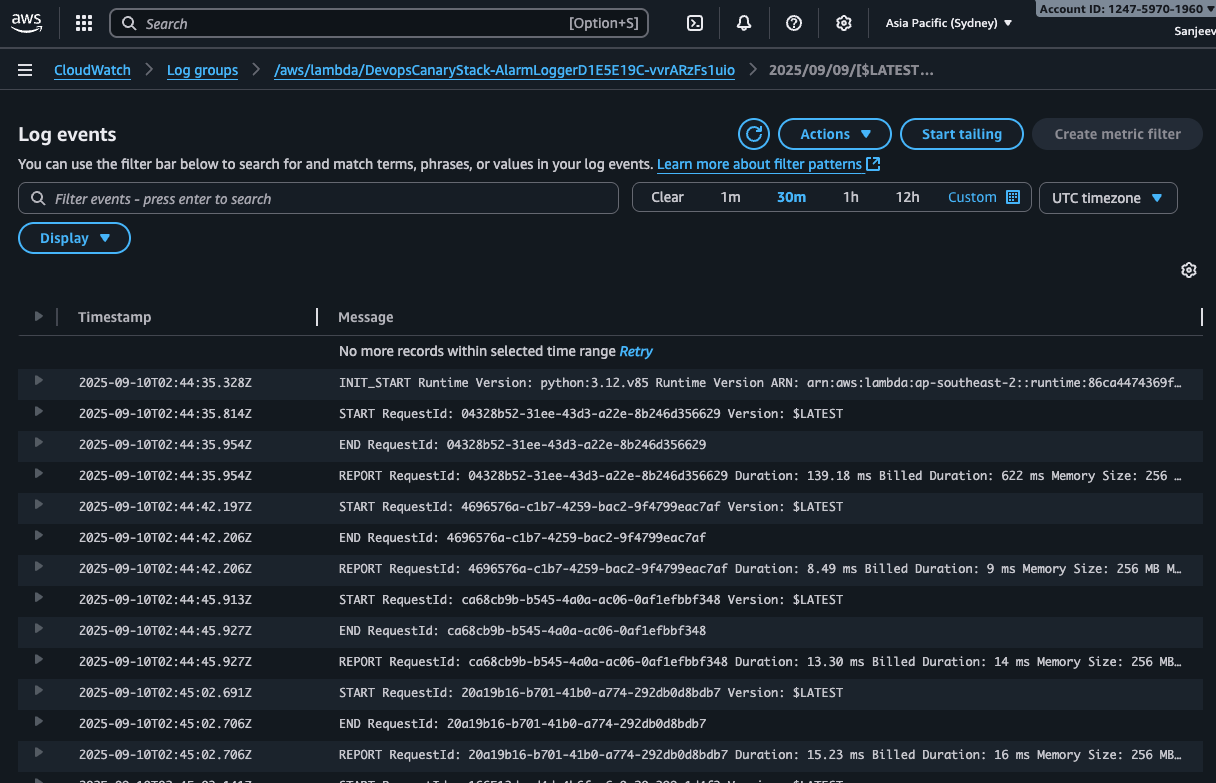 aws
Search [Option+S]
Asia Pacific (Sydney)
Account ID: 1247-5970-1960
Sanjeev
CloudWatch
Log groups
/aws/lambda/DevopsCanaryStack-AlarmLoggerD1E5E19C-vvrARzFs1uio
2025/09/09/[$LATEST…
Log events
Actions
Start tailing
Create metric filter
You can use the filter bar below to search for and match terms, phrases, or values in your log events. Learn more about filter patterns
Filter events - press enter to search
Clear 1m 30m 1h 12h Custom
UTC timezone
Display
Timestamp Message
No more records within selected time range Retry
2025-09-10T02:44:35.328Z INIT_START Runtime Version: python:3.12.v85 Runtime Version ARN: arn:aws:lambda:ap-southeast-2::runtime:86ca4474369f…
2025-09-10T02:44:35.814Z START RequestId: 04328b52-31ee-43d3-a22e-8b246d356629 Version: $LATEST
2025-09-10T02:44:35.954Z END RequestId: 04328b52-31ee-43d3-a22e-8b246d356629
2025-09-10T02:44:35.954Z REPORT RequestId: 04328b52-31ee-43d3-a22e-8b246d356629 Duration: 139.18 ms Billed Duration: 622 ms Memory Size: 256 …
2025-09-10T02:44:42.197Z START RequestId: 4696576a-c1b7-4259-bac2-9f4799eac7af Version: $LATEST
2025-09-10T02:44:42.206Z END RequestId: 4696576a-c1b7-4259-bac2-9f4799eac7af
2025-09-10T02:44:42.206Z REPORT RequestId: 4696576a-c1b7-4259-bac2-9f4799eac7af Duration: 8.49 ms Billed Duration: 9 ms Memory Size: 256 MB M…
2025-09-10T02:44:45.913Z START RequestId: ca68cb9b-b545-4a0a-ac06-0af1efbbf348 Version: $LATEST
2025-09-10T02:44:45.927Z END RequestId: ca68cb9b-b545-4a0a-ac06-0af1efbbf348
2025-09-10T02:44:45.927Z REPORT RequestId: ca68cb9b-b545-4a0a-ac06-0af1efbbf348 Duration: 13.30 ms Billed Duration: 14 ms Memory Size: 256 MB…
2025-09-10T02:45:02.691Z START RequestId: 20a19b16-b701-41b0-a774-292db0d8bdb7 Version: $LATEST
2025-09-10T02:45:02.706Z END RequestId: 20a19b16-b701-41b0-a774-292db0d8bdb7
2025-09-10T02:45:02.706Z REPORT RequestId: 20a19b16-b701-41b0-a774-292db0d8bdb7 Duration: 15.23 ms Billed Duration: 16 ms Memory Size: 256 MB…